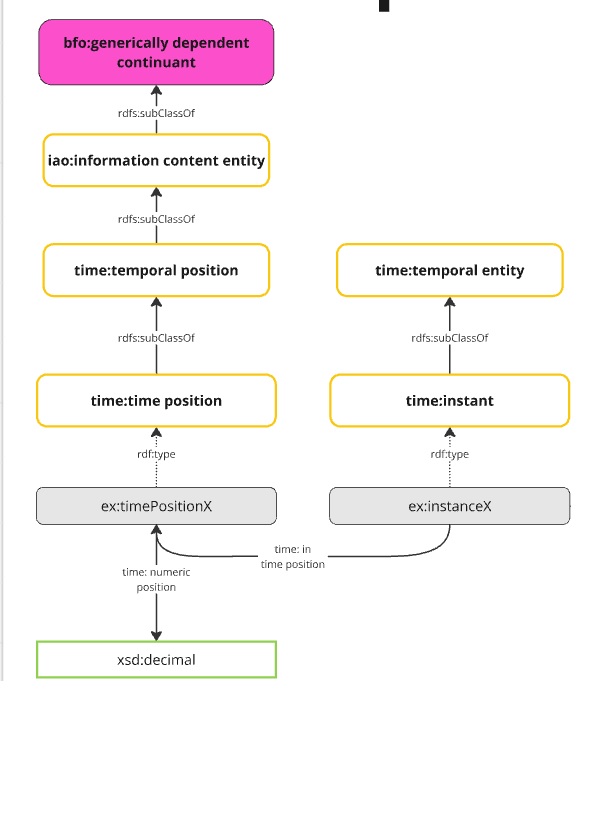 bfo:generically dependent
continuant
rdfs:subClassOf
iao:information content entity
rdfs:subClassOf
time:temporal position
time:temporal entity
rdfs:subClassOf
rdfs:subClassOf
time:time position
time:instant
rdf:type
rdf:type
ex:timePositionX
ex:instanceX
time: in
time position
time: numeric
position
xsd:decimal